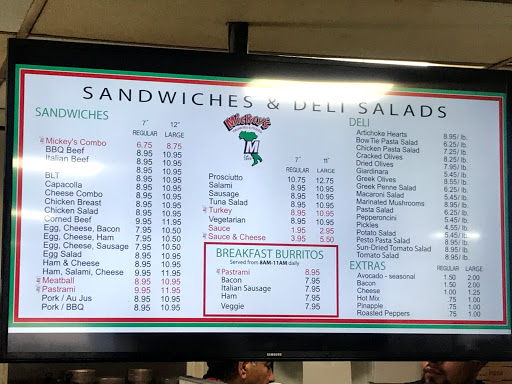 SANDWICHES & DELI SALADS
SANDWICHES
7" 12"
REGULAR LARGE
Mickey's Combo 6.75 8.75
BBQ Beef 8.95 10.95
Italian Beef 8.95 10.95
BLT 8.95 10.95
Capacolla 8.95 10.95
Cheese Combo 8.95 10.95
Chicken Breast 8.95 10.95
Chicken Salad 8.95 10.95
Corned Beef 9.95 11.95
Egg, Cheese, Bacon 7.95 10.50
Egg, Cheese, Ham 7.95 10.50
Egg, Cheese, Sausage 7.95 10.50
Egg Salad 8.95 10.95
Ham & Cheese 8.95 10.95
Ham, Salami, Cheese 9.95 11.95
Meatball 8.95 10.95
Pastrami 9.95 11.95
Pork / Au Jus 8.95 10.95
Pork / BBQ 8.95 10.95
Mickey's
M
REGULAR LARGE
Prosciutto 10.75 12.75
Salami 8.95 10.95
Sausage 8.95 10.95
Tuna Salad 8.95 10.95
Turkey 8.95 10.95
Vegetarian 8.95 10.95
Sauce 1.95 2.95
Sauce & Cheese 3.95 5.50
BREAKFAST BURRITOS
Served from 8AM-11AM daily
Pastrami 8.95
Bacon 7.95
Italian Sausage 7.95
Ham 7.95
Veggie 7.95
DELI
Artichoke Hearts 8.95/ lb.
Bow Tie Pasta Salad 6.25/ lb.
Chicken Pasta Salad 7.25/ lb.
Cracked Olives 8.25/ lb.
Dried Olives 7.95/ lb.
Giardinara 5.45/ lb.
Greek Olives 8.55/ lb.
Greek Penne Salad 6.25/ lb.
Macaroni Salad 5.45/ lb.
Marinated Mushrooms 8.95/ lb.
Pasta Salad 6.25/ lb.
Pepperoncini 5.45/ lb.
Pickles 4.55/ lb.
Potato Salad 5.45/ lb.
Pesto Pasta Salad 6.95/ lb.
Sun-Dried Tomato Salad 8.95/ lb.
Tomato Salad 8.95/ lb.
EXTRAS
REGULAR LARGE
Avocado - seasonal 1.50 2.00
Bacon 1.50 2.00
Cheese 1.00 1.25
Hot Mix .75 1.00
Pinapple .75 1.00
Roasted Peppers .75 1.00
SAMSUNG